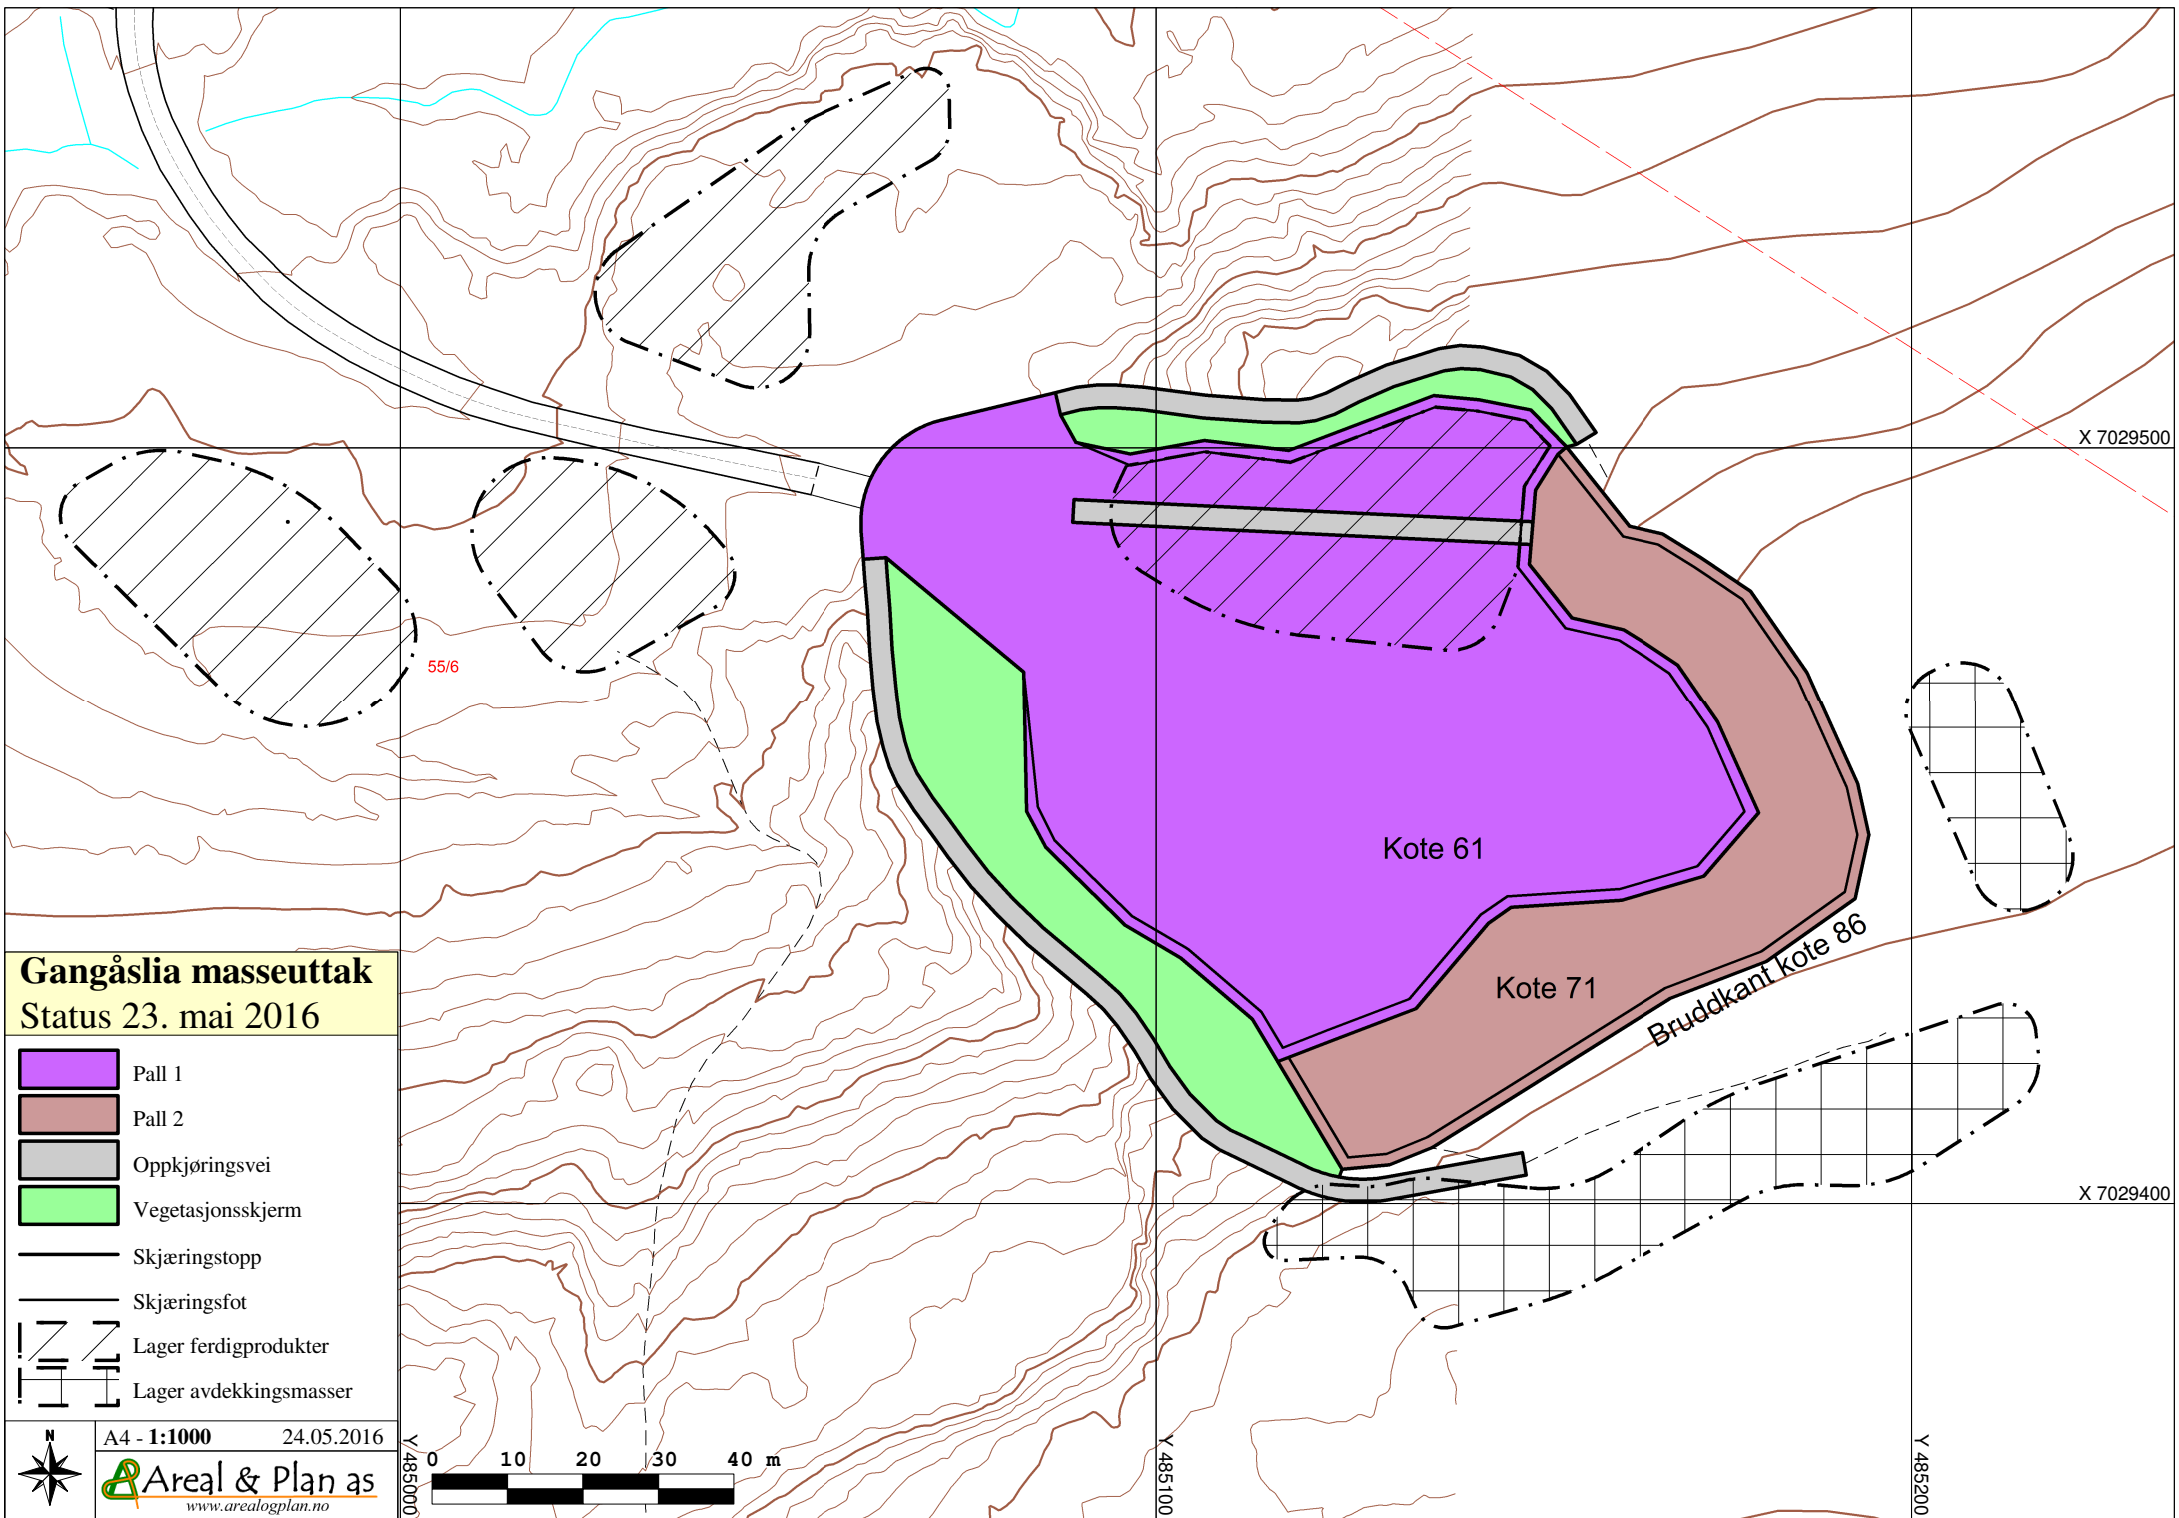 X 7029500
55/6
Kote 61
Bruddkant kote 86
Kote 71
Gangåslia masseuttak
Status 23. mai 2016
Pall 1
Pall 2
Oppkjøringsvei
Vegetasjonsskjerm
Skjæringstopp
Skjæringsfot
Lager ferdigprodukter
Lager avdekkingsmasser
X 7029400
N
A4 - 1:1000 24.05.2016
Areal & Plan as
www.arealogplan.no
Y 485000
0 10 20 30 40 m
Y 485100
Y 485200